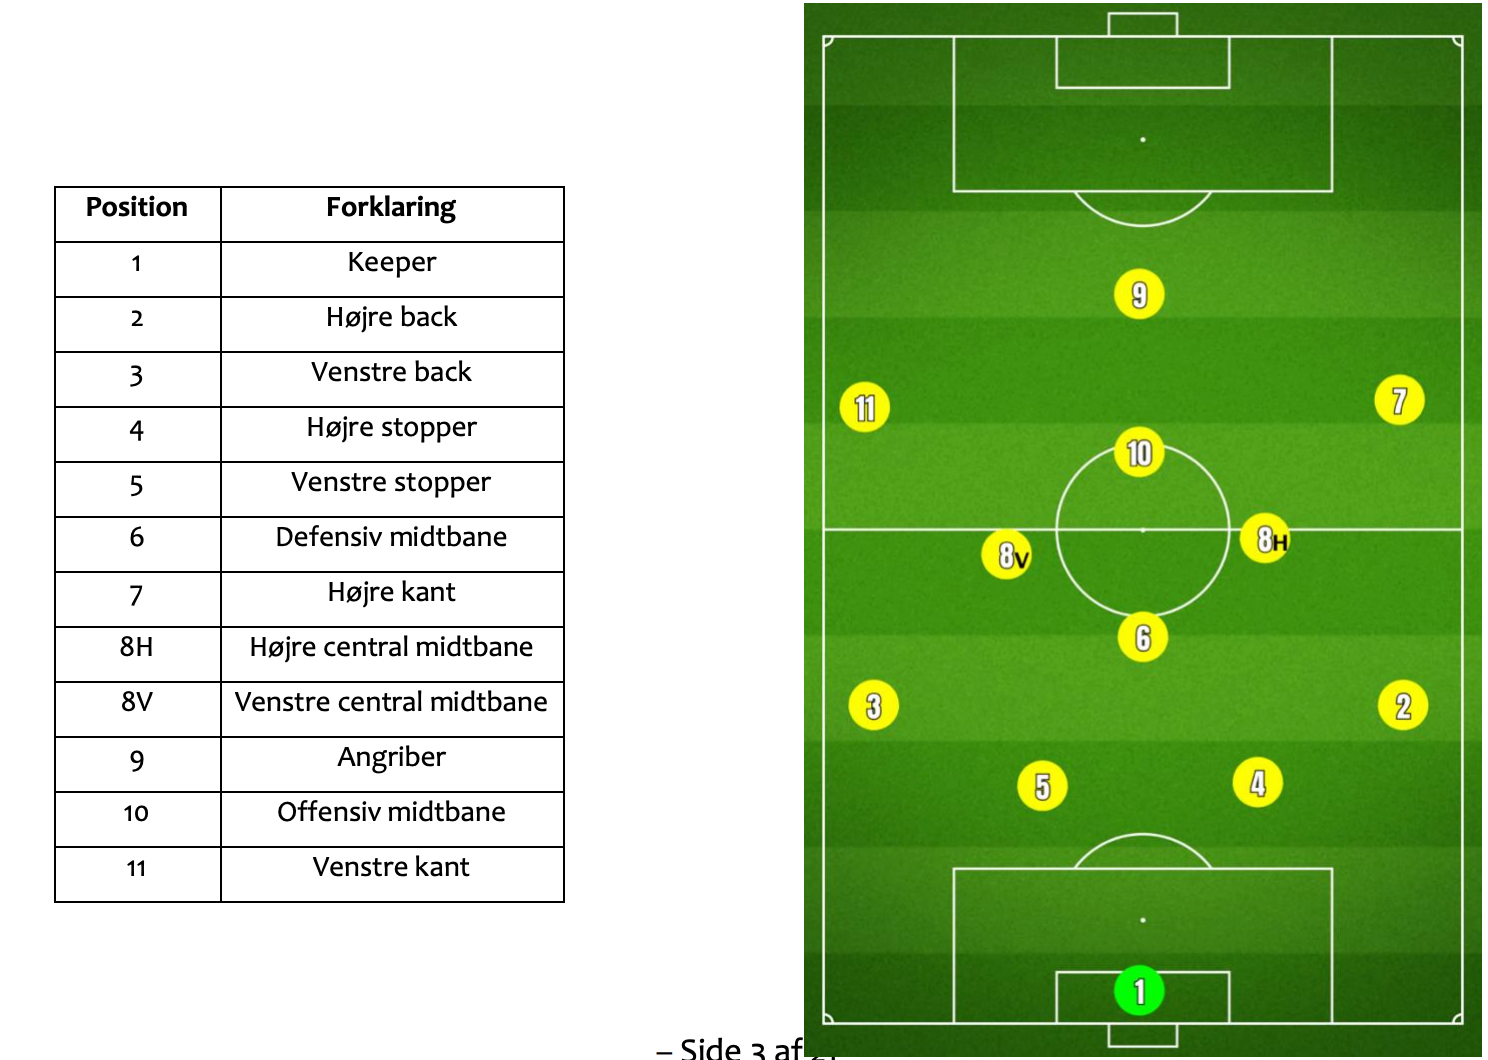 Position Forklaring
1 Keeper
2 Højre back
3 Venstre back
4 Højre stopper
5 Venstre stopper
6 Defensiv midtbane
7 Højre kant
8H Højre central midtbane
8V Venstre central midtbane
9 Angriber
10 Offensiv midtbane
11 Venstre kant
9
11 7
10
8V 8H
6
3 2
5 4
1
– Side 3 af